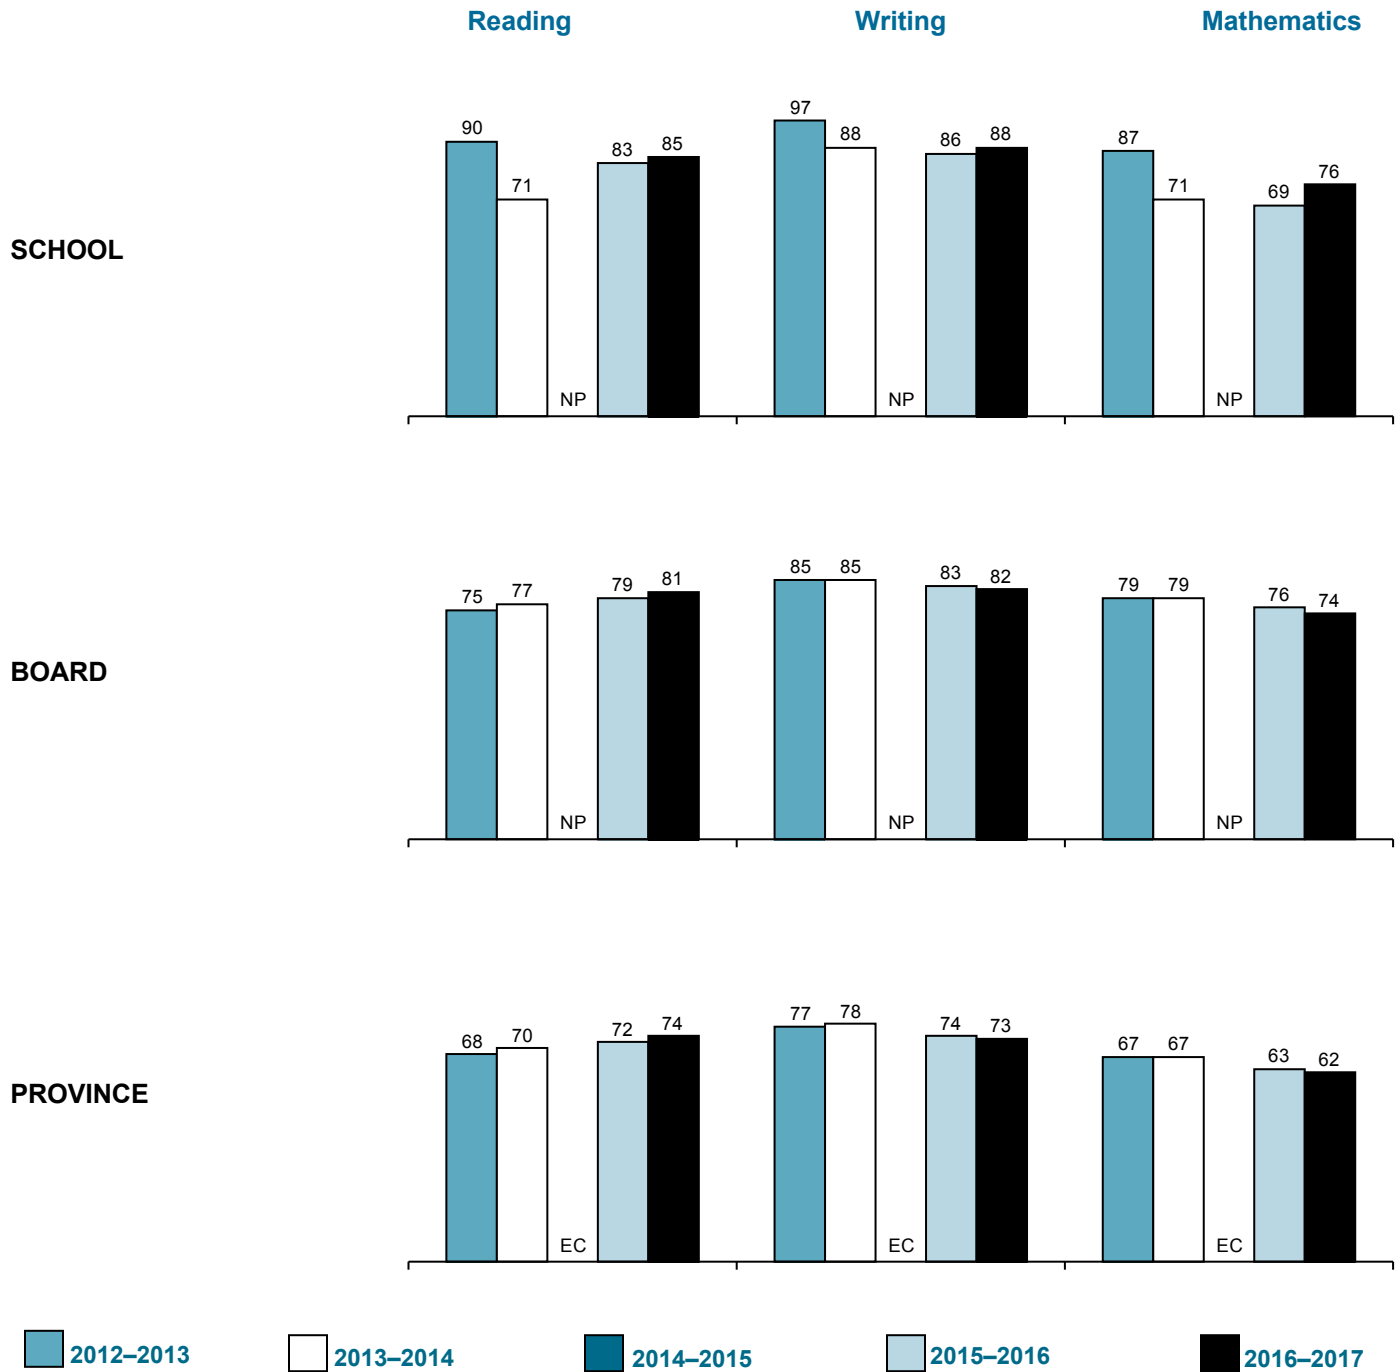 Reading Writing Mathematics
SCHOOL
90 71 NP 83 85 97 88 NP 86 88 87 71 NP 69 76
BOARD
75 77 NP 79 81 85 85 NP 83 82 79 79 NP 76 74
PROVINCE
68 70 EC 72 74 77 78 EC 74 73 67 67 EC 63 62
2012–2013 2013–2014 2014–2015 2015–2016 2016–2017